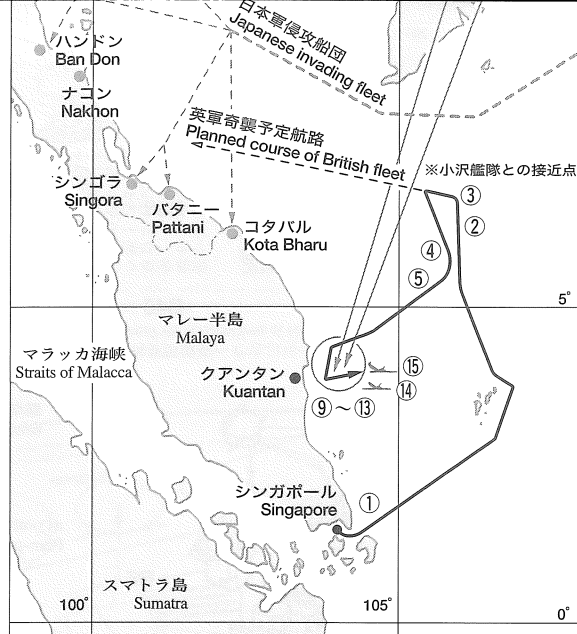 日本軍侵攻船団
Japanese invading fleet
ハンドン
Ban Don
ナコン
Nakhon
英軍奇襲予定航路
Planned course of British fleet
※小沢艦隊との接近点
シンゴラ
Singora
パタニー
Pattani
コタバル
Kota Bharu
③
②
④
⑤
5°
マレー半島
Malaya
マラッカ海峡
Straits of Malacca
クアンタン
Kuantan
⑮
⑭
⑨～⑬
シンガポール
Singapore
①
スマトラ島
Sumatra
100°
105°
0°